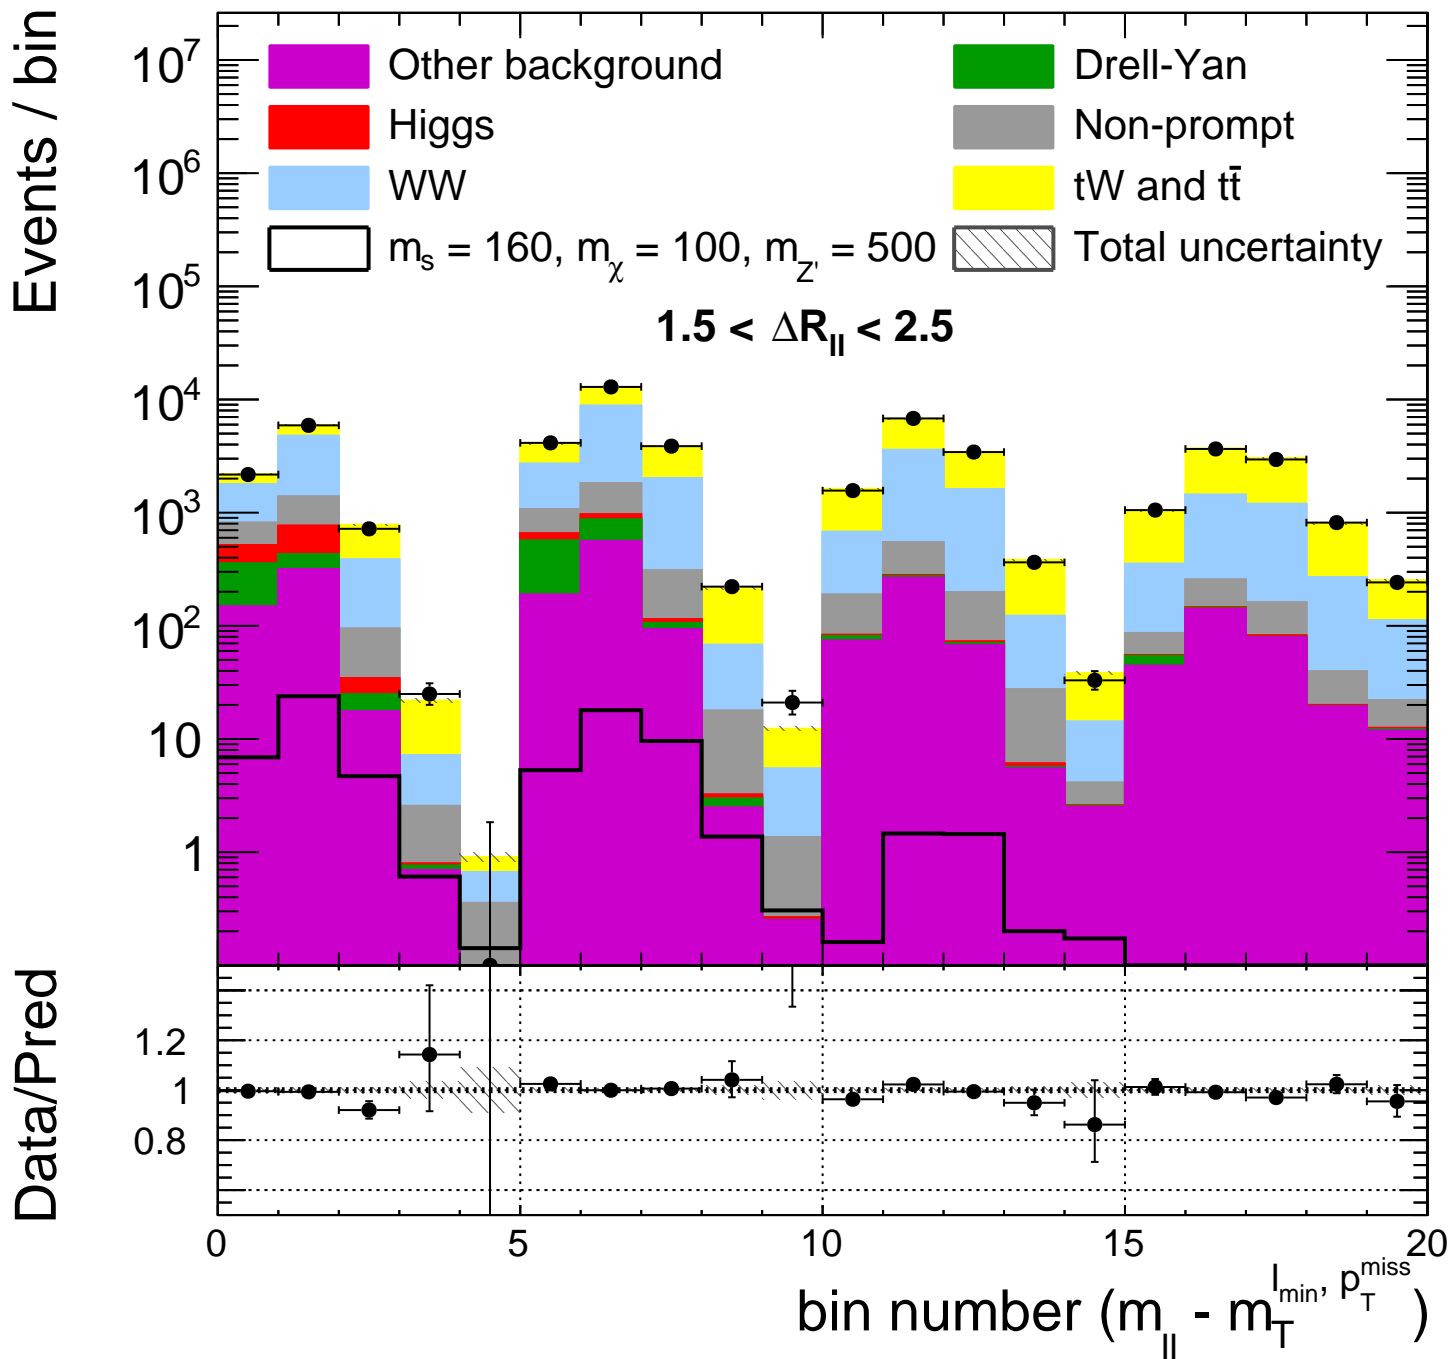 Events / bin
10^7
10^6
10^5
10^4
10^3
10^2
10
1
Other background
Higgs
WW
m_s = 160, m_χ = 100, m_Z' = 500
Drell-Yan
Non-prompt
tW and tt̄
Total uncertainty
1.5 < ΔR_ll < 2.5
Data/Pred
1.2
1
0.8
0 5 10 15 20
bin number (m_ll - m_T^{l_min, p_T^miss})